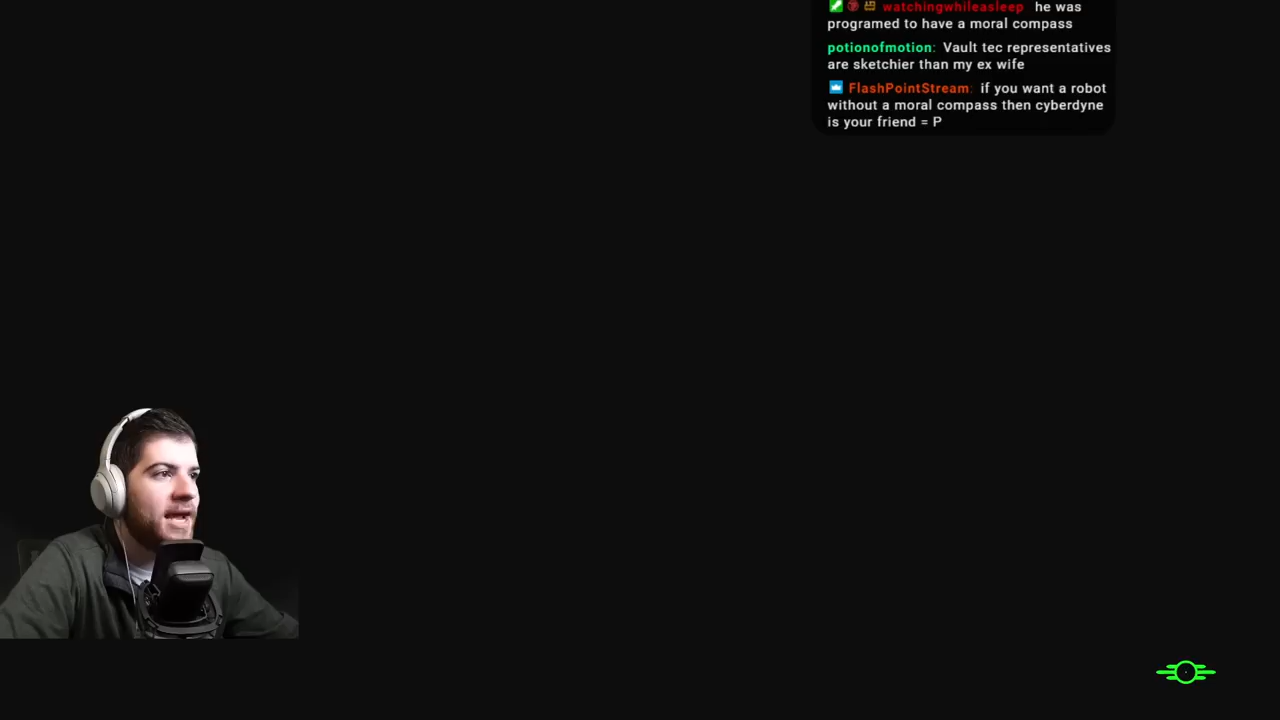 watchingwhileasleep he was
programed to have a moral compass
potionofmotion: Vault tec representatives
are sketchier than my ex wife
FlashPointStream: if you want a robot
without a moral compass then cyberdyne
is your friend = P